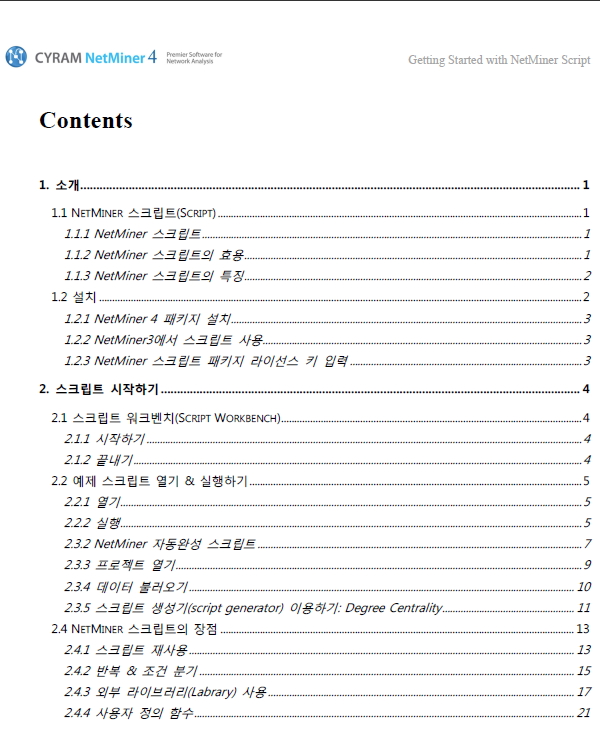 CYRAM NetMiner 4 Premier Software for
Network Analysis
Getting Started with NetMiner Script
Contents
1. 소개 1
1.1 NETMINER 스크립트(SCRIPT) 1
1.1.1 NetMiner 스크립트 1
1.1.2 NetMiner 스크립트의 효용 1
1.1.3 NetMiner 스크립트의 특징 2
1.2 설치 2
1.2.1 NetMiner 4 패키지 설치 3
1.2.2 NetMiner3에서 스크립트 사용 3
1.2.3 NetMiner 스크립트 패키지 라이선스 키 입력 3
2. 스크립트 시작하기 4
2.1 스크립트 워크벤치(SCRIPT WORKBENCH) 4
2.1.1 시작하기 4
2.1.2 끝내기 4
2.2 예제 스크립트 열기 & 실행하기 5
2.2.1 열기 5
2.2.2 실행 5
2.3.2 NetMiner 자동완성 스크립트 7
2.3.3 프로젝트 열기 9
2.3.4 데이터 불러오기 10
2.3.5 스크립트 생성기(script generator) 이용하기: Degree Centrality 11
2.4 NETMINER 스크립트의 장점 13
2.4.1 스크립트 재사용 13
2.4.2 반복 & 조건 분기 15
2.4.3 외부 라이브러리(Labrary) 사용 17
2.4.4 사용자 정의 함수 21